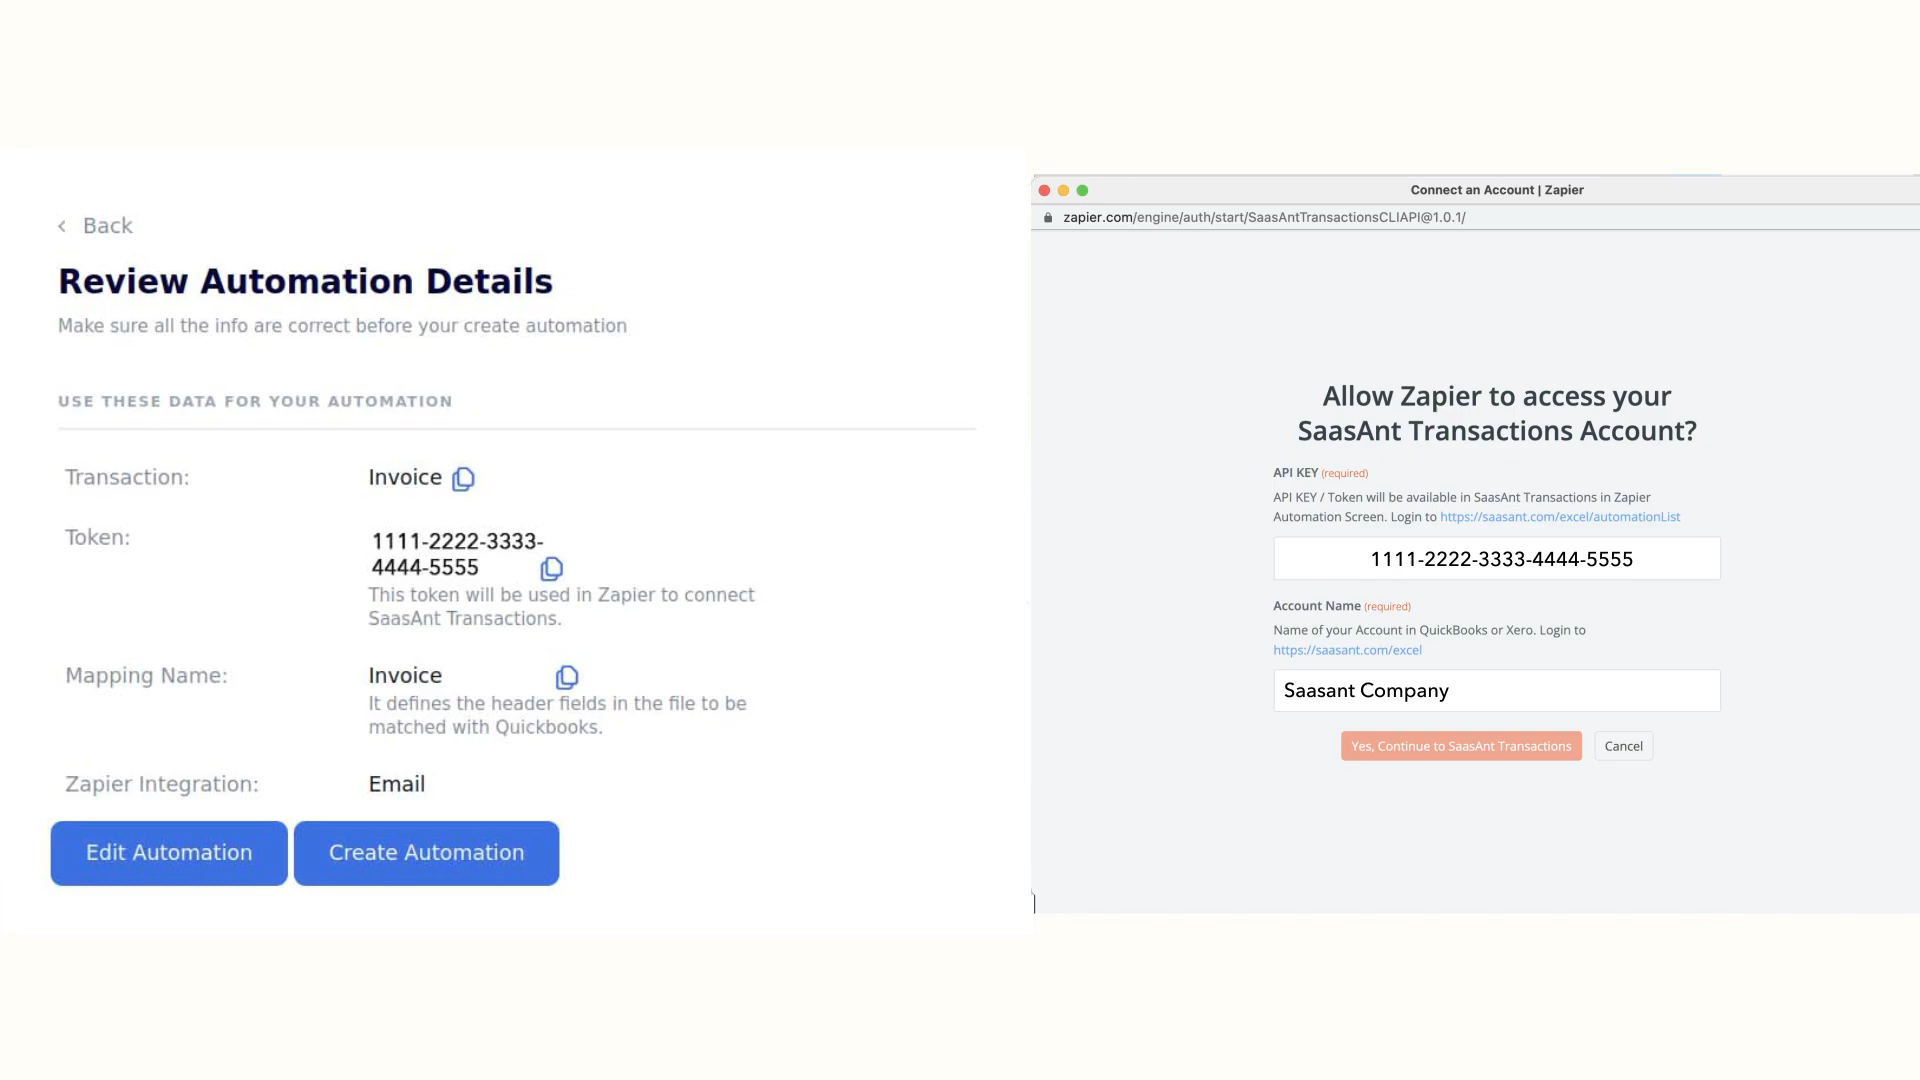 Back
Review Automation Details
Make sure all the info are correct before your create automation
USE THESE DATA FOR YOUR AUTOMATION
Transaction: Invoice
Token: 1111-2222-3333-
4444-5555
This token will be used in Zapier to connect
SaasAnt Transactions.
Mapping Name: Invoice
It defines the header fields in the file to be
matched with Quickbooks.
Zapier Integration: Email
Edit Automation Create Automation
Connect an Account | Zapier
zapier.com/engine/auth/start/SaasAntTransactionsCLIAPI@1.0.1/
Allow Zapier to access your
SaasAnt Transactions Account?
API KEY (required)
API KEY / Token will be available in SaasAnt Transactions in Zapier
Automation Screen. Login to https://saasant.com/excel/automationList
1111-2222-3333-4444-5555
Account Name (required)
Name of your Account in QuickBooks or Xero. Login to
https://saasant.com/excel
Saasant Company
Yes, Continue to SaasAnt Transactions Cancel